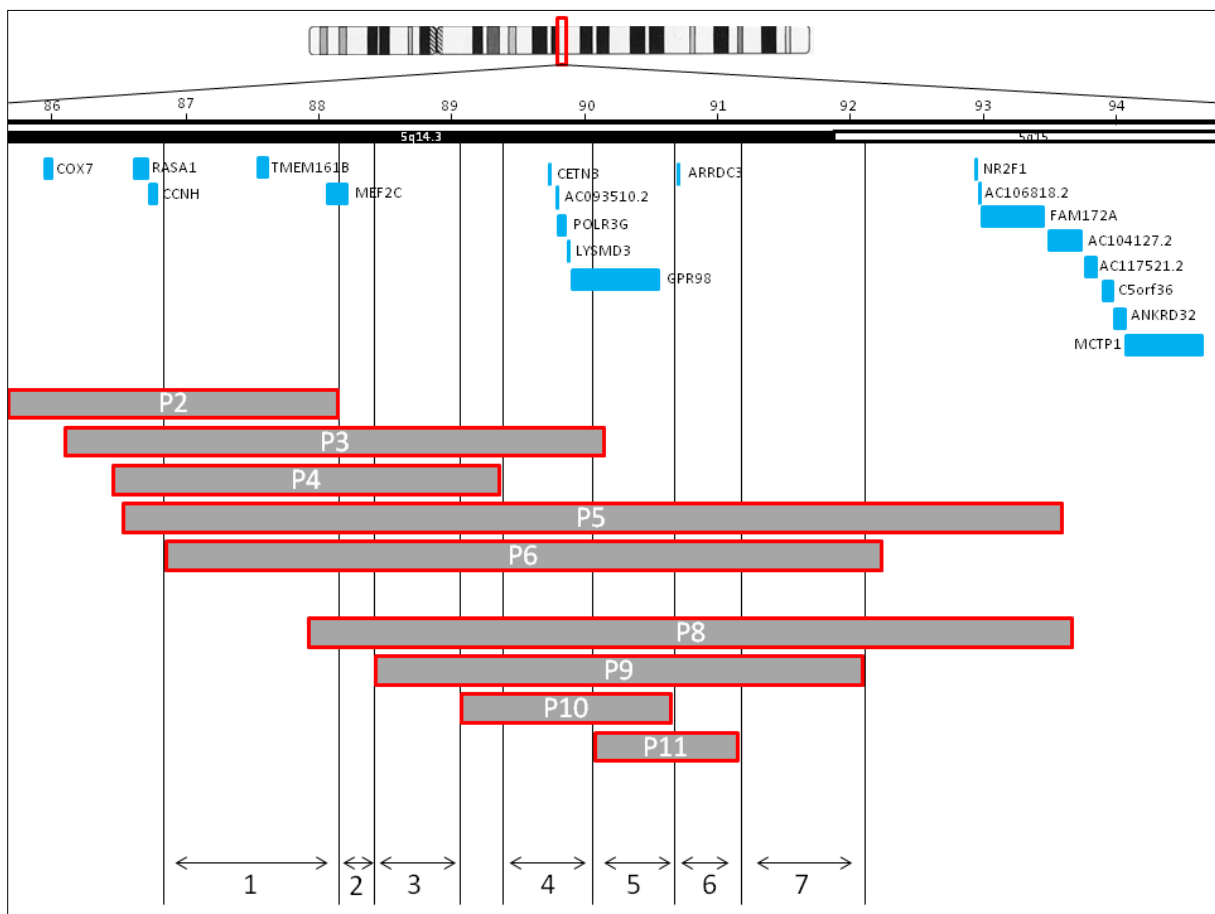 86 87 88 89 90 91 92 93 94
5q14.3 5q15
COX7 RASA1 TMEM161B CETN3 ARRDC3 NR2F1
CCNH MEF2C AC093510.2 AC106818.2
POLR3G FAM172A
LYSMD3 AC104127.2
GPR98 AC117521.2
C5orf36
ANKRD32
MCTP1
P2
P3
P4
P5
P6
P8
P9
P10
P11
1 2 3 4 5 6 7